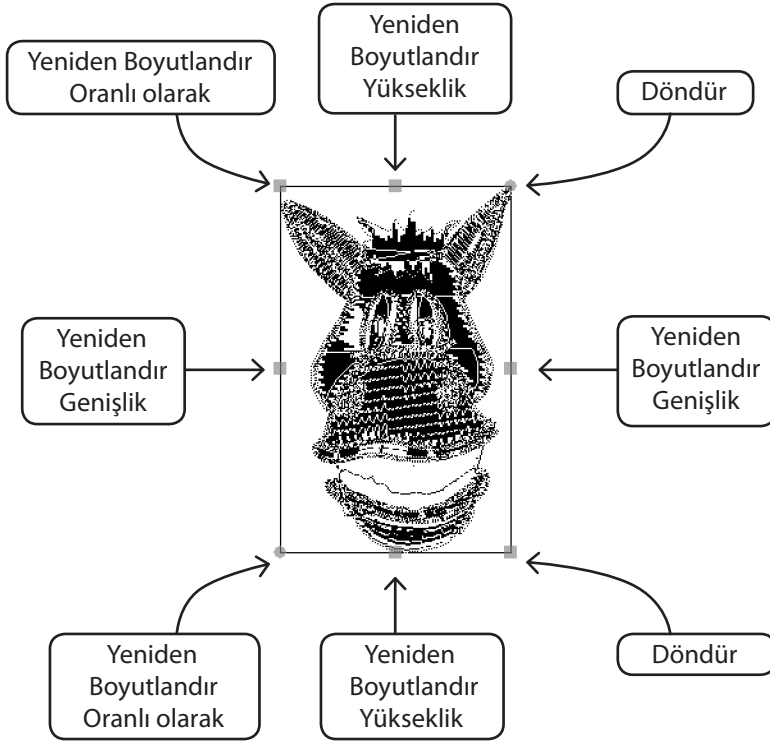 Yeniden Boyutlandır
Oranlı olarak
Yeniden
Boyutlandır
Yükseklik
Döndür
Yeniden
Boyutlandır
Genişlik
Yeniden
Boyutlandır
Genişlik
Yeniden
Boyutlandır
Oranlı olarak
Yeniden
Boyutlandır
Yükseklik
Döndür